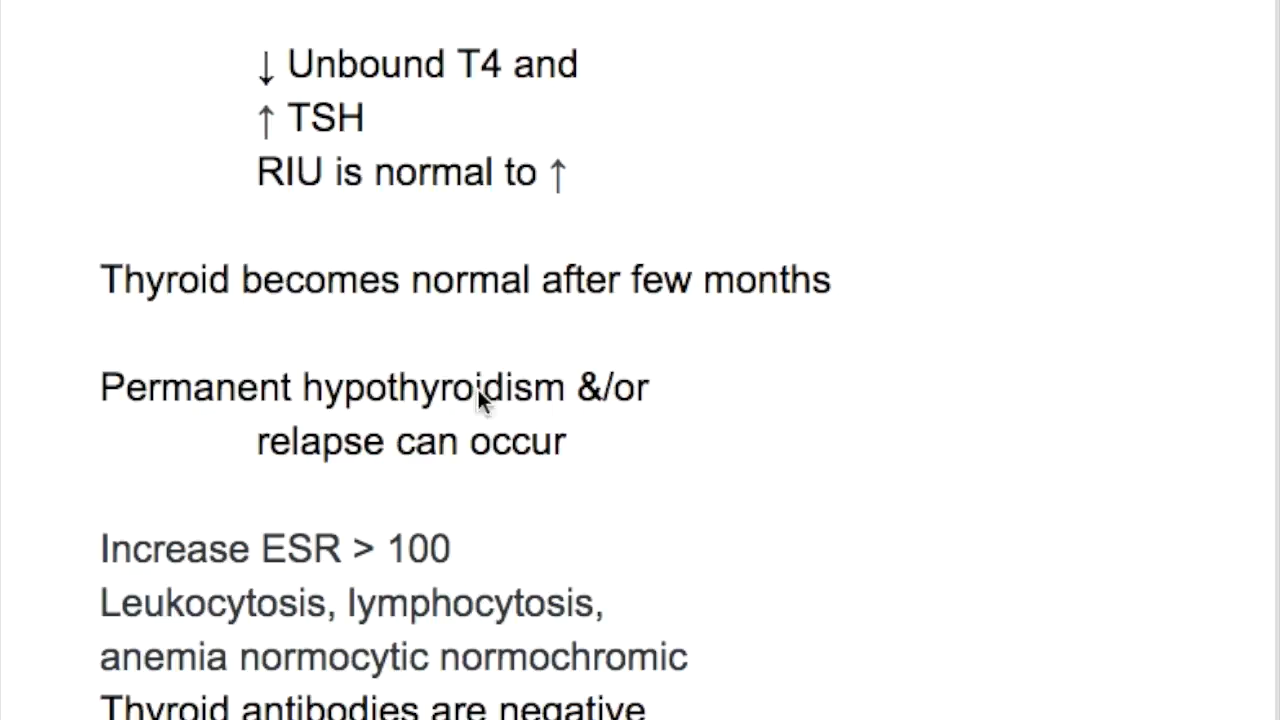 ↓ Unbound T4 and
↑ TSH
RIU is normal to ↑
Thyroid becomes normal after few months
Permanent hypothyroidism &/or
relapse can occur
Increase ESR > 100
Leukocytosis, lymphocytosis,
anemia normocytic normochromic
Thyroid antibodies are negative